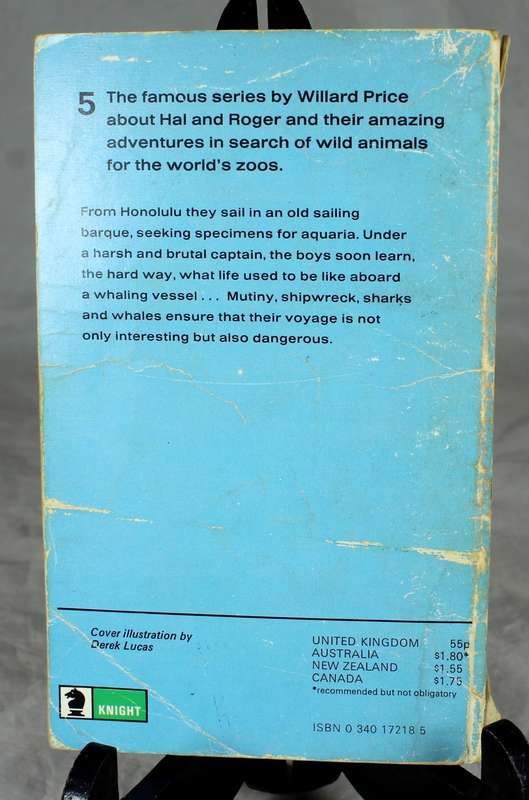 5 The famous series by Willard Price
about Hal and Roger and their amazing
adventures in search of wild animals
for the world's zoos.
From Honolulu they sail in an old sailing
barque, seeking specimens for aquaria. Under
a harsh and brutal captain, the boys soon learn,
the hard way, what life used to be like aboard
a whaling vessel ... Mutiny, shipwreck, sharks
and whales ensure that their voyage is not
only interesting but also dangerous.
Cover illustration by
Derek Lucas
KNIGHT
UNITED KINGDOM 55p
AUSTRALIA $1.80*
NEW ZEALAND $1.55
CANADA $1.75
*recommended but not obligatory
ISBN 0 340 17218 5